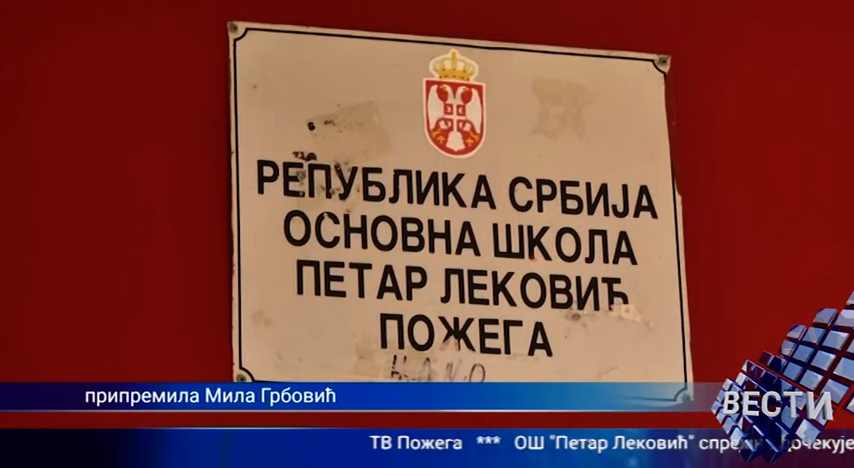 РЕПУБЛИКА СРБИЈА
ОСНОВНА ШКОЛА
ПЕТАР ЛЕКОВИЋ
ПОЖЕГА
припремила Мила Грбовић
ВЕСТИ
ТВ Пожега *** ОШ "Петар Лековић"